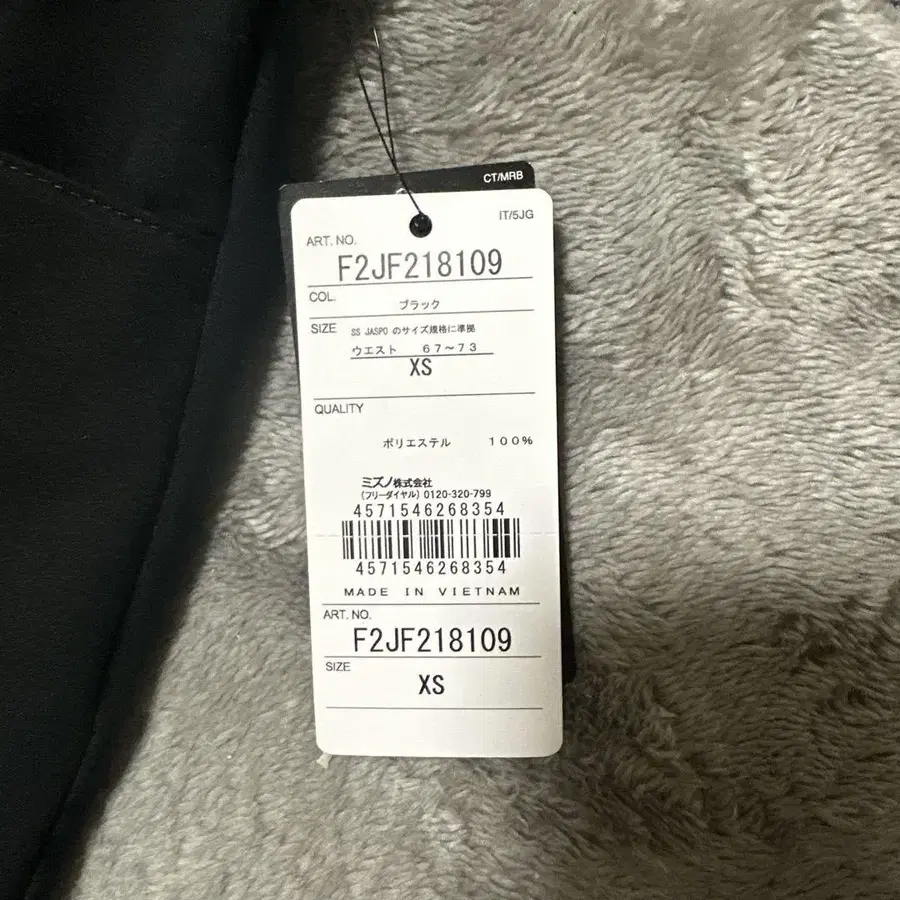 CT/MRB
IT/5JG
ART. NO.
F2JF218109
COL.
ブラック
SIZE SS JASPO のサイズ規格に準拠
ウエスト 67～73
XS
QUALITY
ポリエステル 100%
ミズノ株式会社
(フリーダイヤル) 0120-320-799
4571546268354
4571546268354
MADE IN VIETNAM
ART. NO.
F2JF218109
SIZE
XS